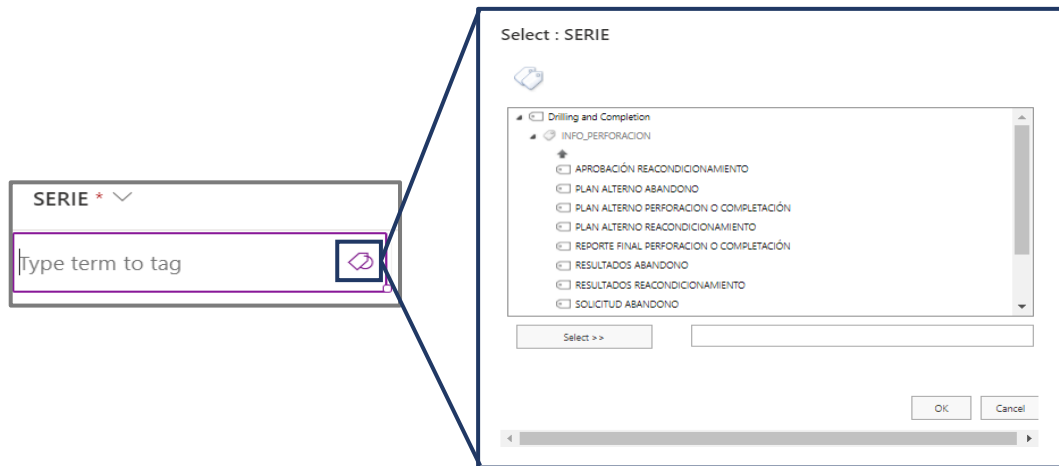 SERIE *
Type term to tag
Select : SERIE
Drilling and Completion
INFO_PERFORACION
APROBACIÓN REACONDICIONAMIENTO
PLAN ALTERNO ABANDONO
PLAN ALTERNO PERFORACION O COMPLETACIÓN
PLAN ALTERNO REACONDICIONAMIENTO
REPORTE FINAL PERFORACION O COMPLETACIÓN
RESULTADOS ABANDONO
RESULTADOS REACONDICIONAMIENTO
SOLICITUD ABANDONO
Select >>
OK Cancel